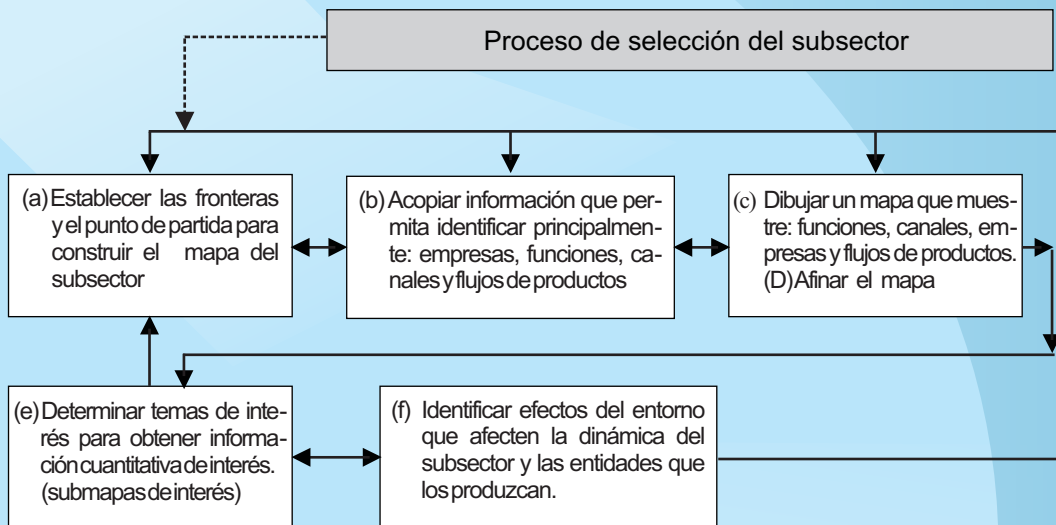 Proceso de selección del subsector
(a) Establecer las fronteras
y el punto de partida para
construir el mapa del
subsector
(b) Acopiar información que per-
mita identificar principalmen-
te: empresas, funciones, ca-
nales y flujos de productos
(c) Dibujar un mapa que mues-
tre: funciones, canales, em-
presas y flujos de productos.
(D) Afinar el mapa
(e) Determinar temas de inte-
rés para obtener informa-
ción cuantitativa de interés.
(submapas de interés)
(f) Identificar efectos del entorno
que afecten la dinámica del
subsector y las entidades que
los produzcan.